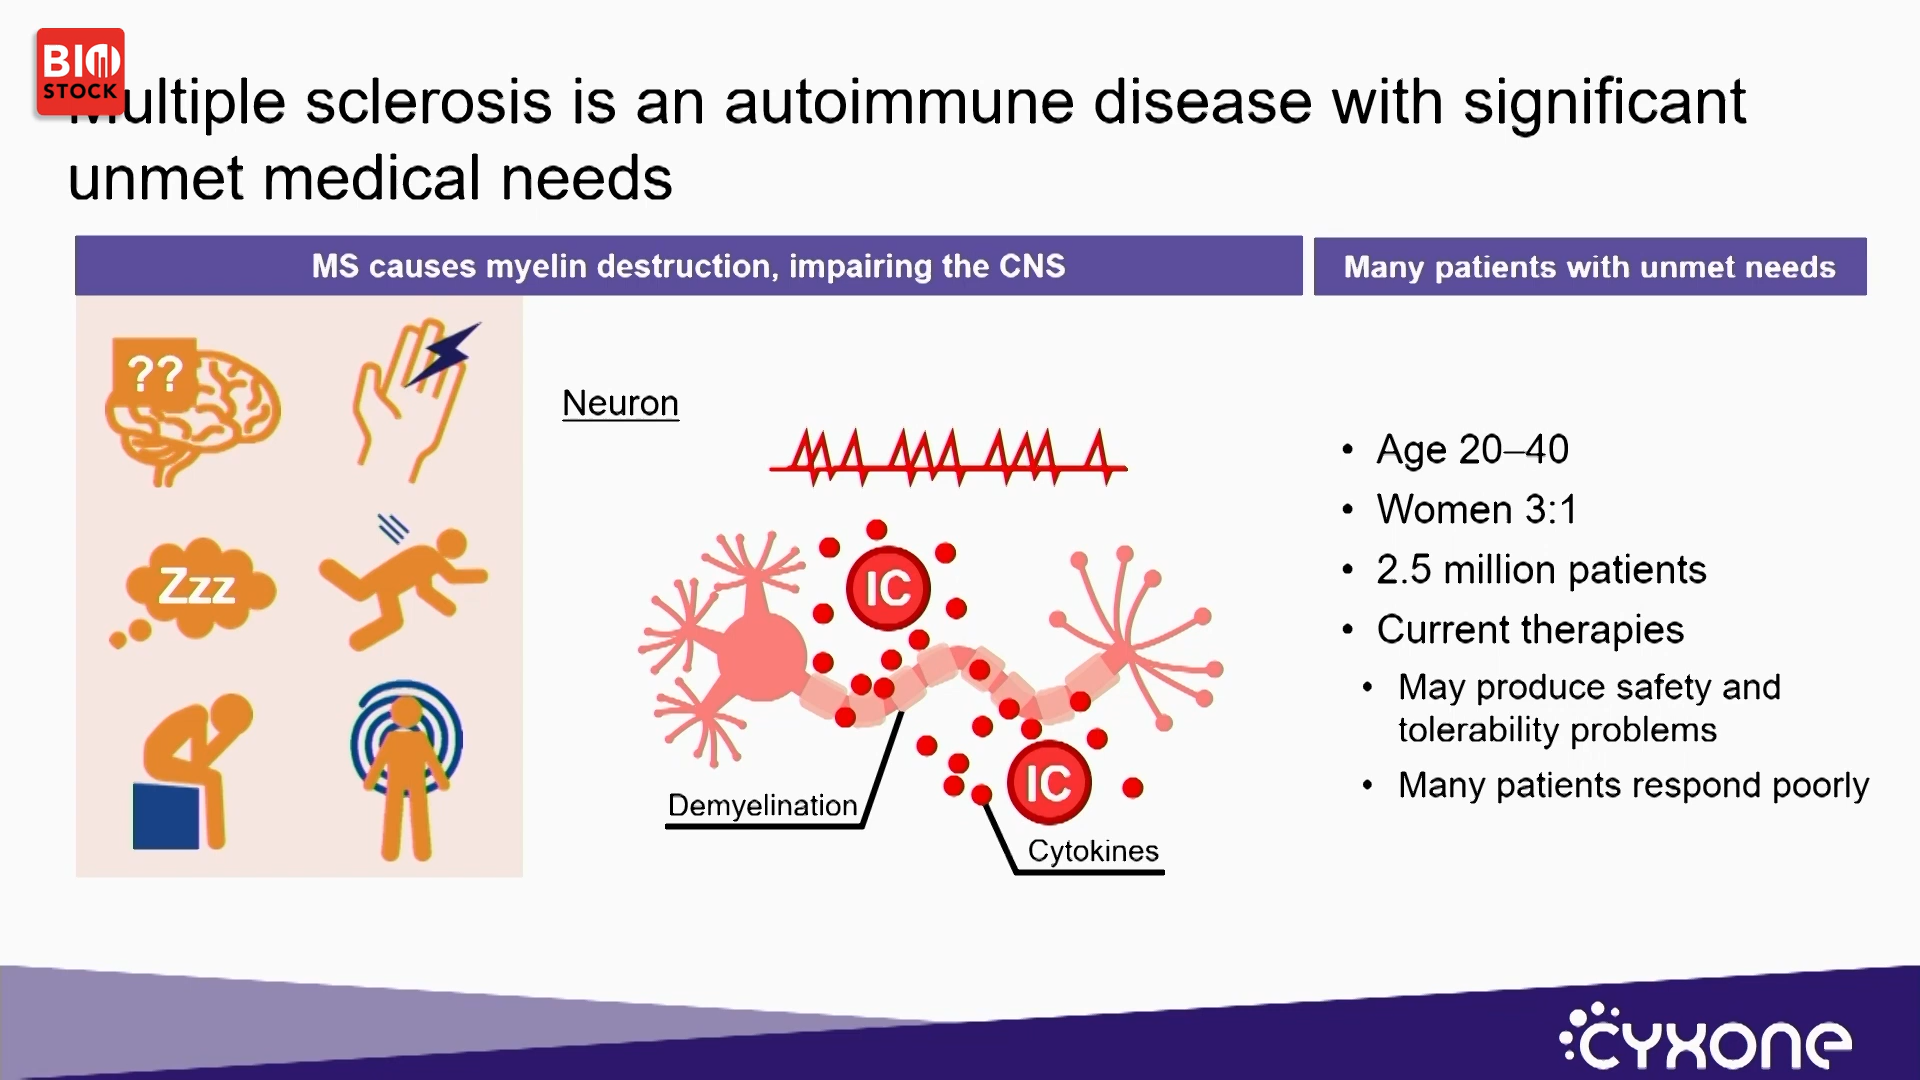 BIO
STOCK
Multiple sclerosis is an autoimmune disease with significant
unmet medical needs
MS causes myelin destruction, impairing the CNS
Many patients with unmet needs
??
Zzz
Neuron
IC
IC
Demyelination
Cytokines
• Age 20–40
• Women 3:1
• 2.5 million patients
• Current therapies
• May produce safety and
tolerability problems
• Many patients respond poorly
cyxone